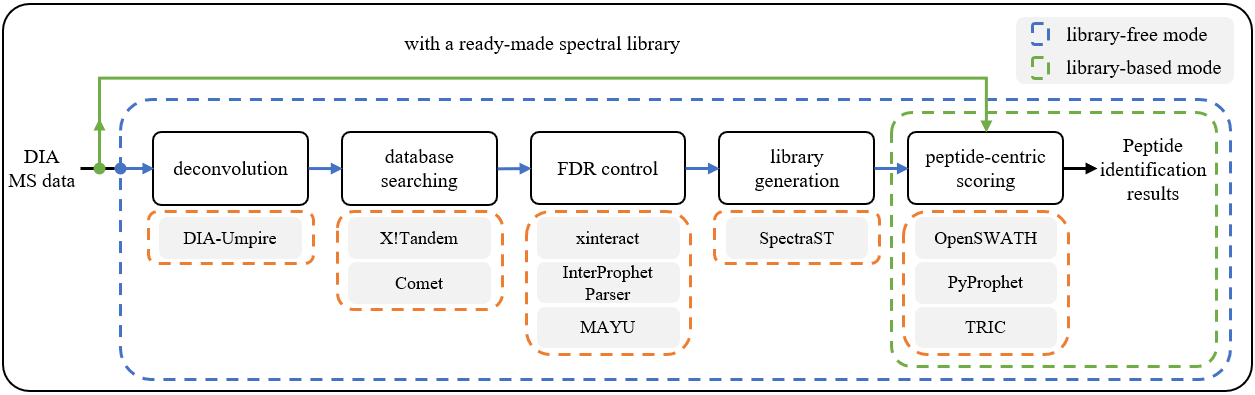 with a ready-made spectral library
library-free mode
library-based mode
DIA
MS data
deconvolution
database
searching
FDR control
library
generation
peptide-centric
scoring
Peptide
identification
results
DIA-Umpire
X!Tandem
Comet
xinteract
InterProphet
Parser
MAYU
SpectraST
OpenSWATH
PyProphet
TRIC